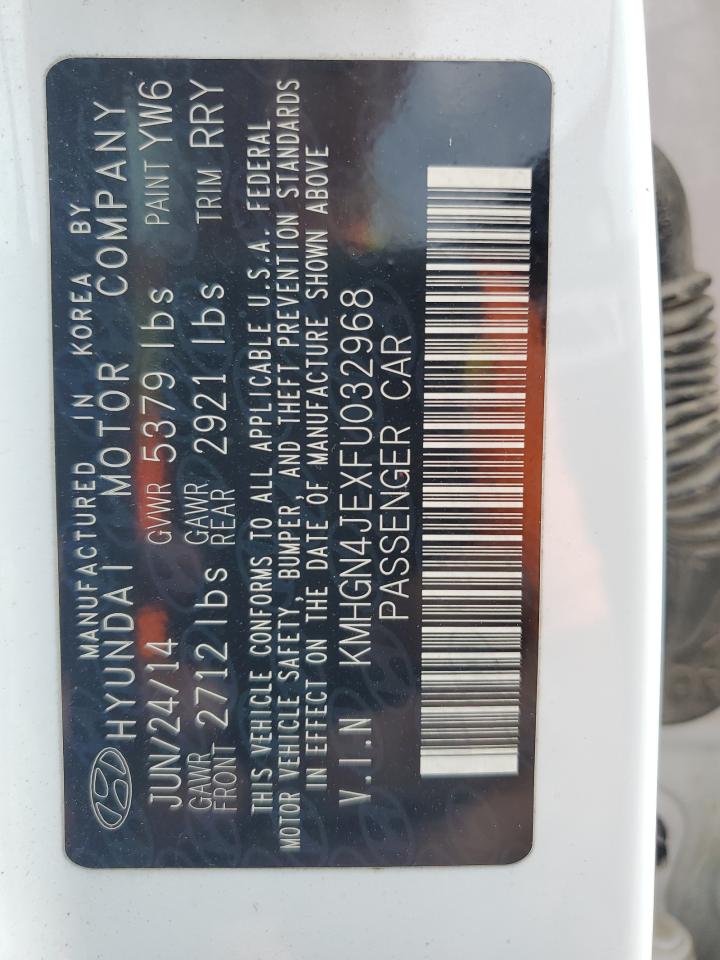 MANUFACTURED IN KOREA BY
HYUNDAI MOTOR COMPANY
JUN/24/14 GVWR 5379 lbs PAINT YW6
GAWR FRONT 2712 lbs GAWR REAR 2921 lbs TRIM RRY
THIS VEHICLE CONFORMS TO ALL APPLICABLE U.S.A. FEDERAL
MOTOR VEHICLE SAFETY, BUMPER, AND THEFT PREVENTION STANDARDS
IN EFFECT ON THE DATE OF MANUFACTURE SHOWN ABOVE
V.I.N KMHGN4JEXFU032968
PASSENGER CAR